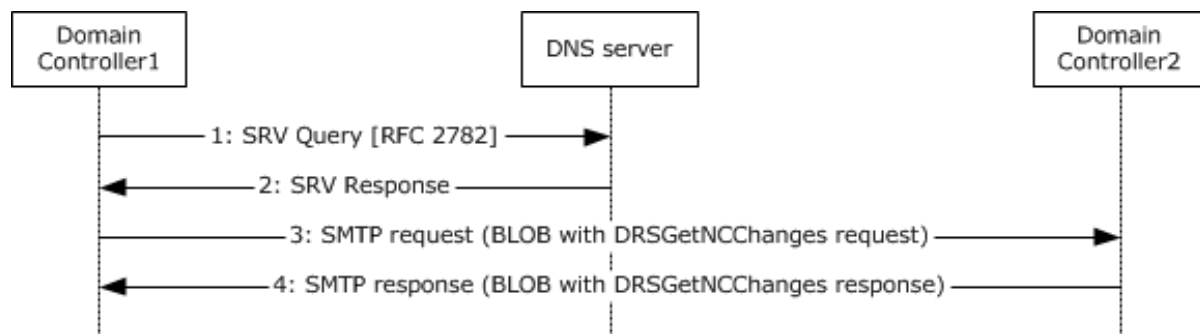 Domain
Controller1
DNS server
Domain
Controller2
1: SRV Query [RFC 2782]
2: SRV Response
3: SMTP request (BLOB with DRSGetNCChanges request)
4: SMTP response (BLOB with DRSGetNCChanges response)